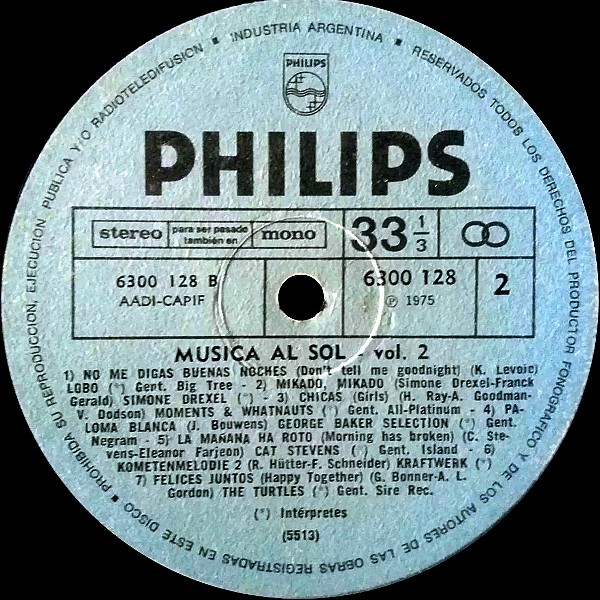 PROHIBIDA SU REPRODUCCION, EJECUCION PUBLICA Y/O RADIOTELEDIFUSION ■ INDUSTRIA ARGENTINA ■ RESERVADOS TODOS LOS DERECHOS DEL PRODUCTOR FONOGRAFICO Y DE LOS AUTORES DE LAS OBRAS REGISTRADAS EN ESTE DISCO ■
PHILIPS
PHILIPS
stereo para ser pasado también en mono 33 1/3
6300 128 B 6300 128 2
AADI-CAPIF ℗ 1975
MUSICA AL SOL - vol. 2
1) NO ME DIGAS BUENAS NOCHES (Don't tell me goodnight) (K. Levoic)
LOBO (*) Gent. Big Tree - 2) MIKADO, MIKADO (Simone Drexel-Franck
Gerald) SIMONE DREXEL (*) - 3) CHICAS (Girls) (H. Ray-A. Goodman-
V. Dodson) MOMENTS & WHATNAUTS (*) Gent. All-Platinum - 4) PA-
LOMA BLANCA (J. Bouwens) GEORGE BAKER SELECTION (*) Gent.
Negram - 5) LA MAÑANA HA ROTO (Morning has broken) (C. Ste-
vens-Eleanor Farjeon) CAT STEVENS (*) Gent. Island - 6)
KOMETENMELODIE 2 (R. Hütter-F. Schneider) KRAFTWERK (*)
7) FELICES JUNTOS (Happy Together) (G. Bonner-A. L.
Gordon) THE TURTLES (*) Gent. Sire Rec.
(*) Intérpretes
(5513)